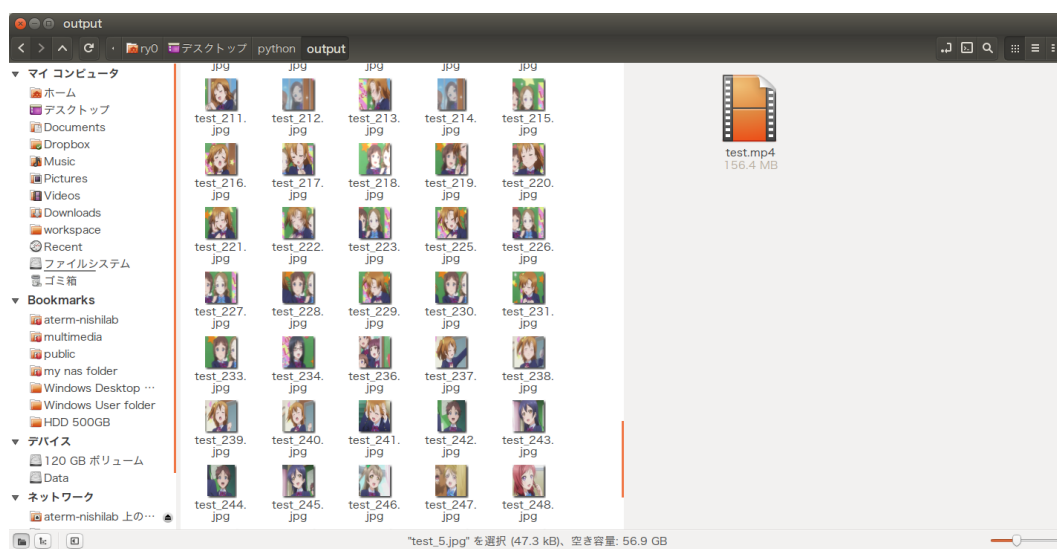 output
ry0 デスクトップ python output
マイ コンピュータ
ホーム
デスクトップ
Documents
Dropbox
Music
Pictures
Videos
Downloads
workspace
Recent
ファイルシステム
ゴミ箱
Bookmarks
aterm-nishilab
multimedia
public
my nas folder
Windows Desktop …
Windows User folder
HDD 500GB
デバイス
120 GB ボリューム
Data
ネットワーク
aterm-nishilab 上の…
jpg jpg jpg jpg jpg
test_211. test_212. test_213. test_214. test_215.
jpg jpg jpg jpg jpg
test_216. test_217. test_218. test_219. test_220.
jpg jpg jpg jpg jpg
test_221. test_222. test_223. test_225. test_226.
jpg jpg jpg jpg jpg
test_227. test_228. test_229. test_230. test_231.
jpg jpg jpg jpg jpg
test_233. test_234. test_236. test_237. test_238.
jpg jpg jpg jpg jpg
test_239. test_240. test_241. test_242. test_243.
jpg jpg jpg jpg jpg
test_244. test_245. test_246. test_247. test_248.
jpg jpg jpg jpg jpg
test.mp4
156.4 MB
"test_5.jpg" を選択 (47.3 kB)、空き容量: 56.9 GB